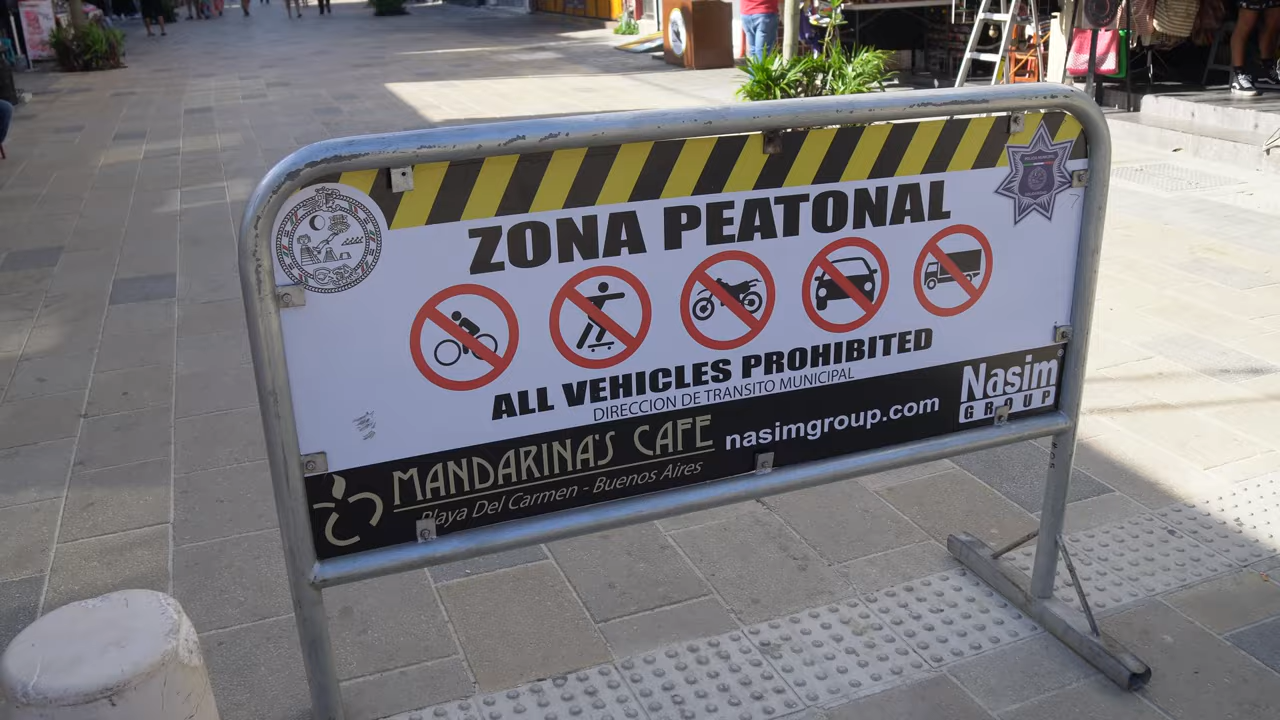 ZONA PEATONAL
ALL VEHICLES PROHIBITED
DIRECCION DE TRANSITO MUNICIPAL
MANDARINA'S CAFE
Playa Del Carmen - Buenos Aires
nasimgroup.com
Nasim
GROUP